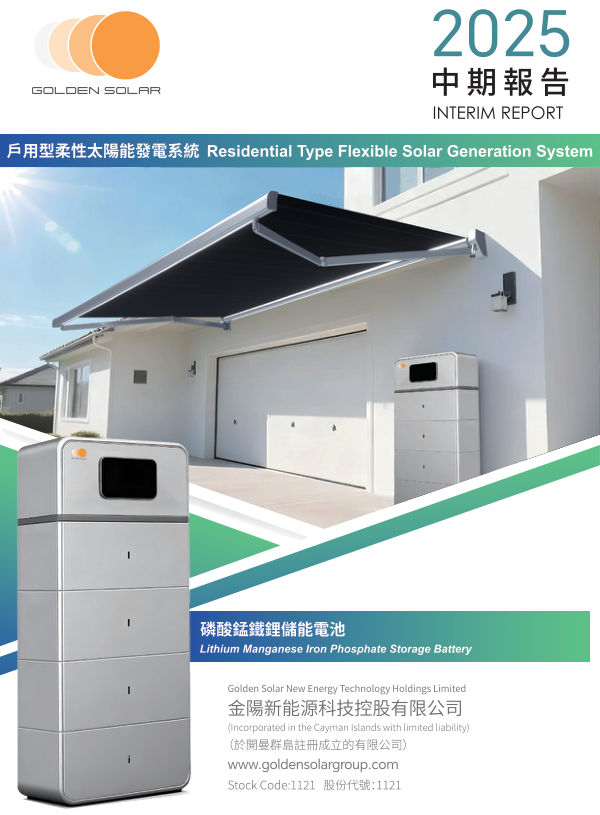 GOLDEN SOLAR
2025
中期報告
INTERIM REPORT
戶用型柔性太陽能發電系統 Residential Type Flexible Solar Generation System
磷酸錳鐵鋰儲能電池
Lithium Manganese Iron Phosphate Storage Battery
Golden Solar New Energy Technology Holdings Limited
金陽新能源科技控股有限公司
(Incorporated in the Cayman Islands with limited liability)
（於開曼群島註冊成立的有限公司）
www.goldensolargroup.com
Stock Code:1121 股份代號：1121